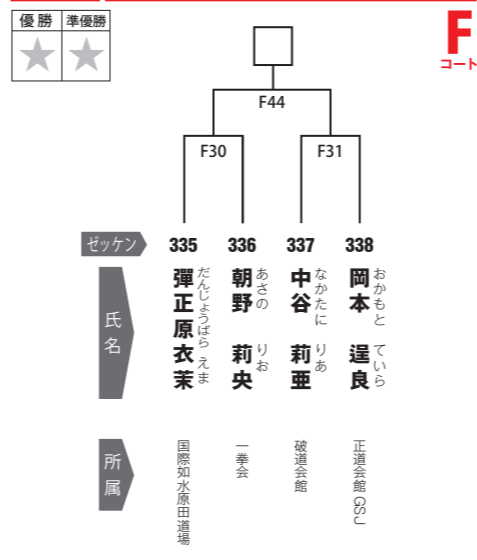 優勝 準優勝
F
コート
F44
F30 F31
ゼッケン 335 336 337 338
氏名
彈正原衣茉 だんじょうばら えま
朝野 莉央 あさの りお
中谷 莉亜 なかたに りあ
岡本 逞良 おかもと ていら
所属
国際如水原田道場
一拳会
破道会館
正道会館 GSJ